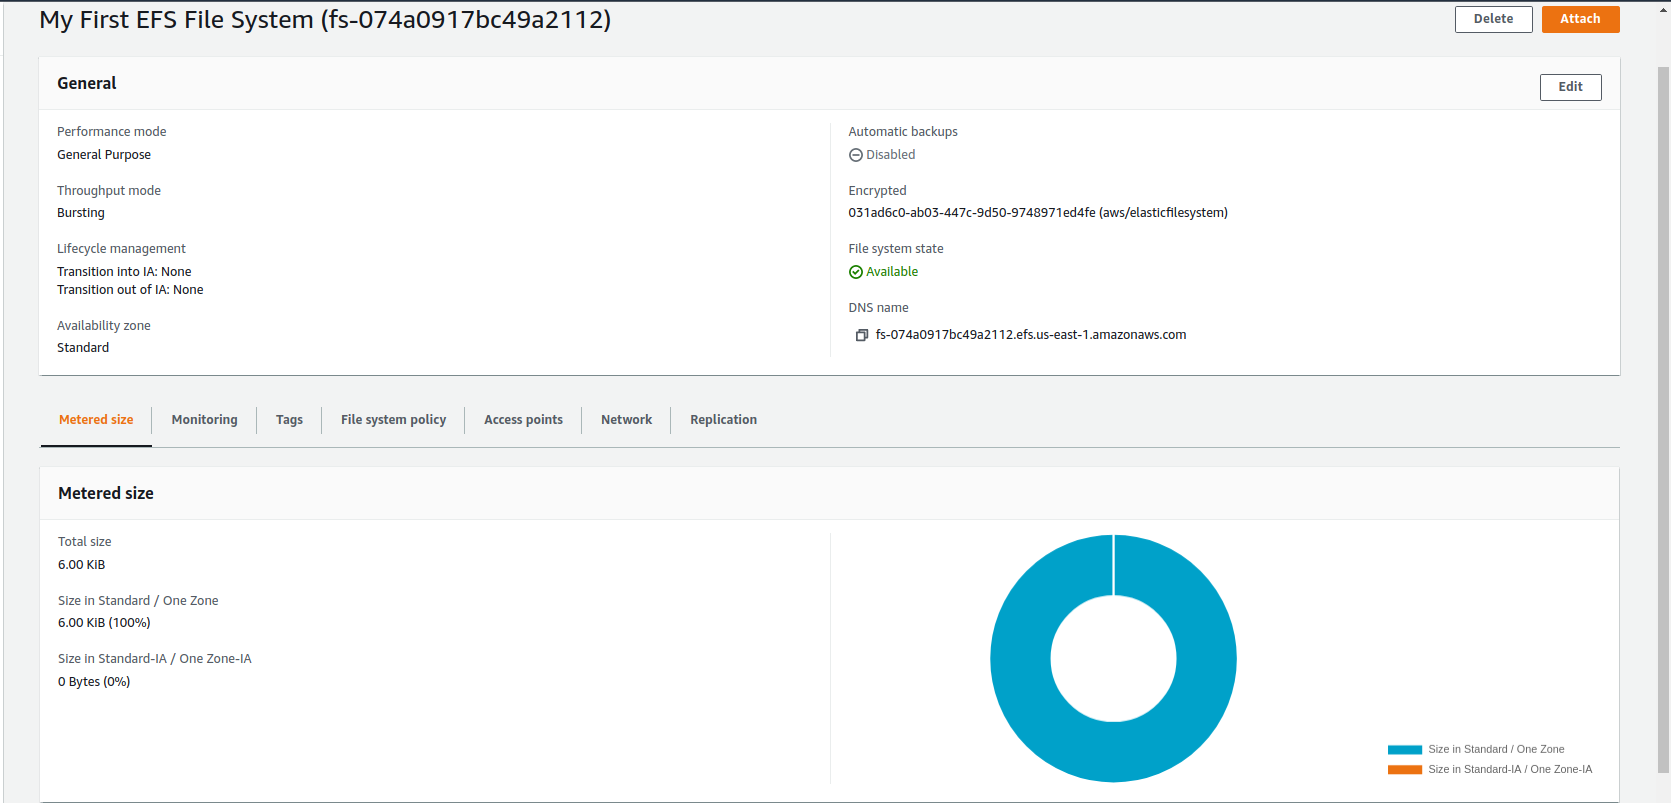 My First EFS File System (fs-074a0917bc49a2112)
Delete
Attach
General
Edit
Performance mode
General Purpose
Throughput mode
Bursting
Lifecycle management
Transition into IA: None
Transition out of IA: None
Availability zone
Standard
Automatic backups
Disabled
Encrypted
031ad6c0-ab03-447c-9d50-9748971ed4fe (aws/elasticfilesystem)
File system state
Available
DNS name
fs-074a0917bc49a2112.efs.us-east-1.amazonaws.com
Metered size
Monitoring
Tags
File system policy
Access points
Network
Replication
Metered size
Total size
6.00 KiB
Size in Standard / One Zone
6.00 KiB (100%)
Size in Standard-IA / One Zone-IA
0 Bytes (0%)
Size in Standard / One Zone
Size in Standard-IA / One Zone-IA